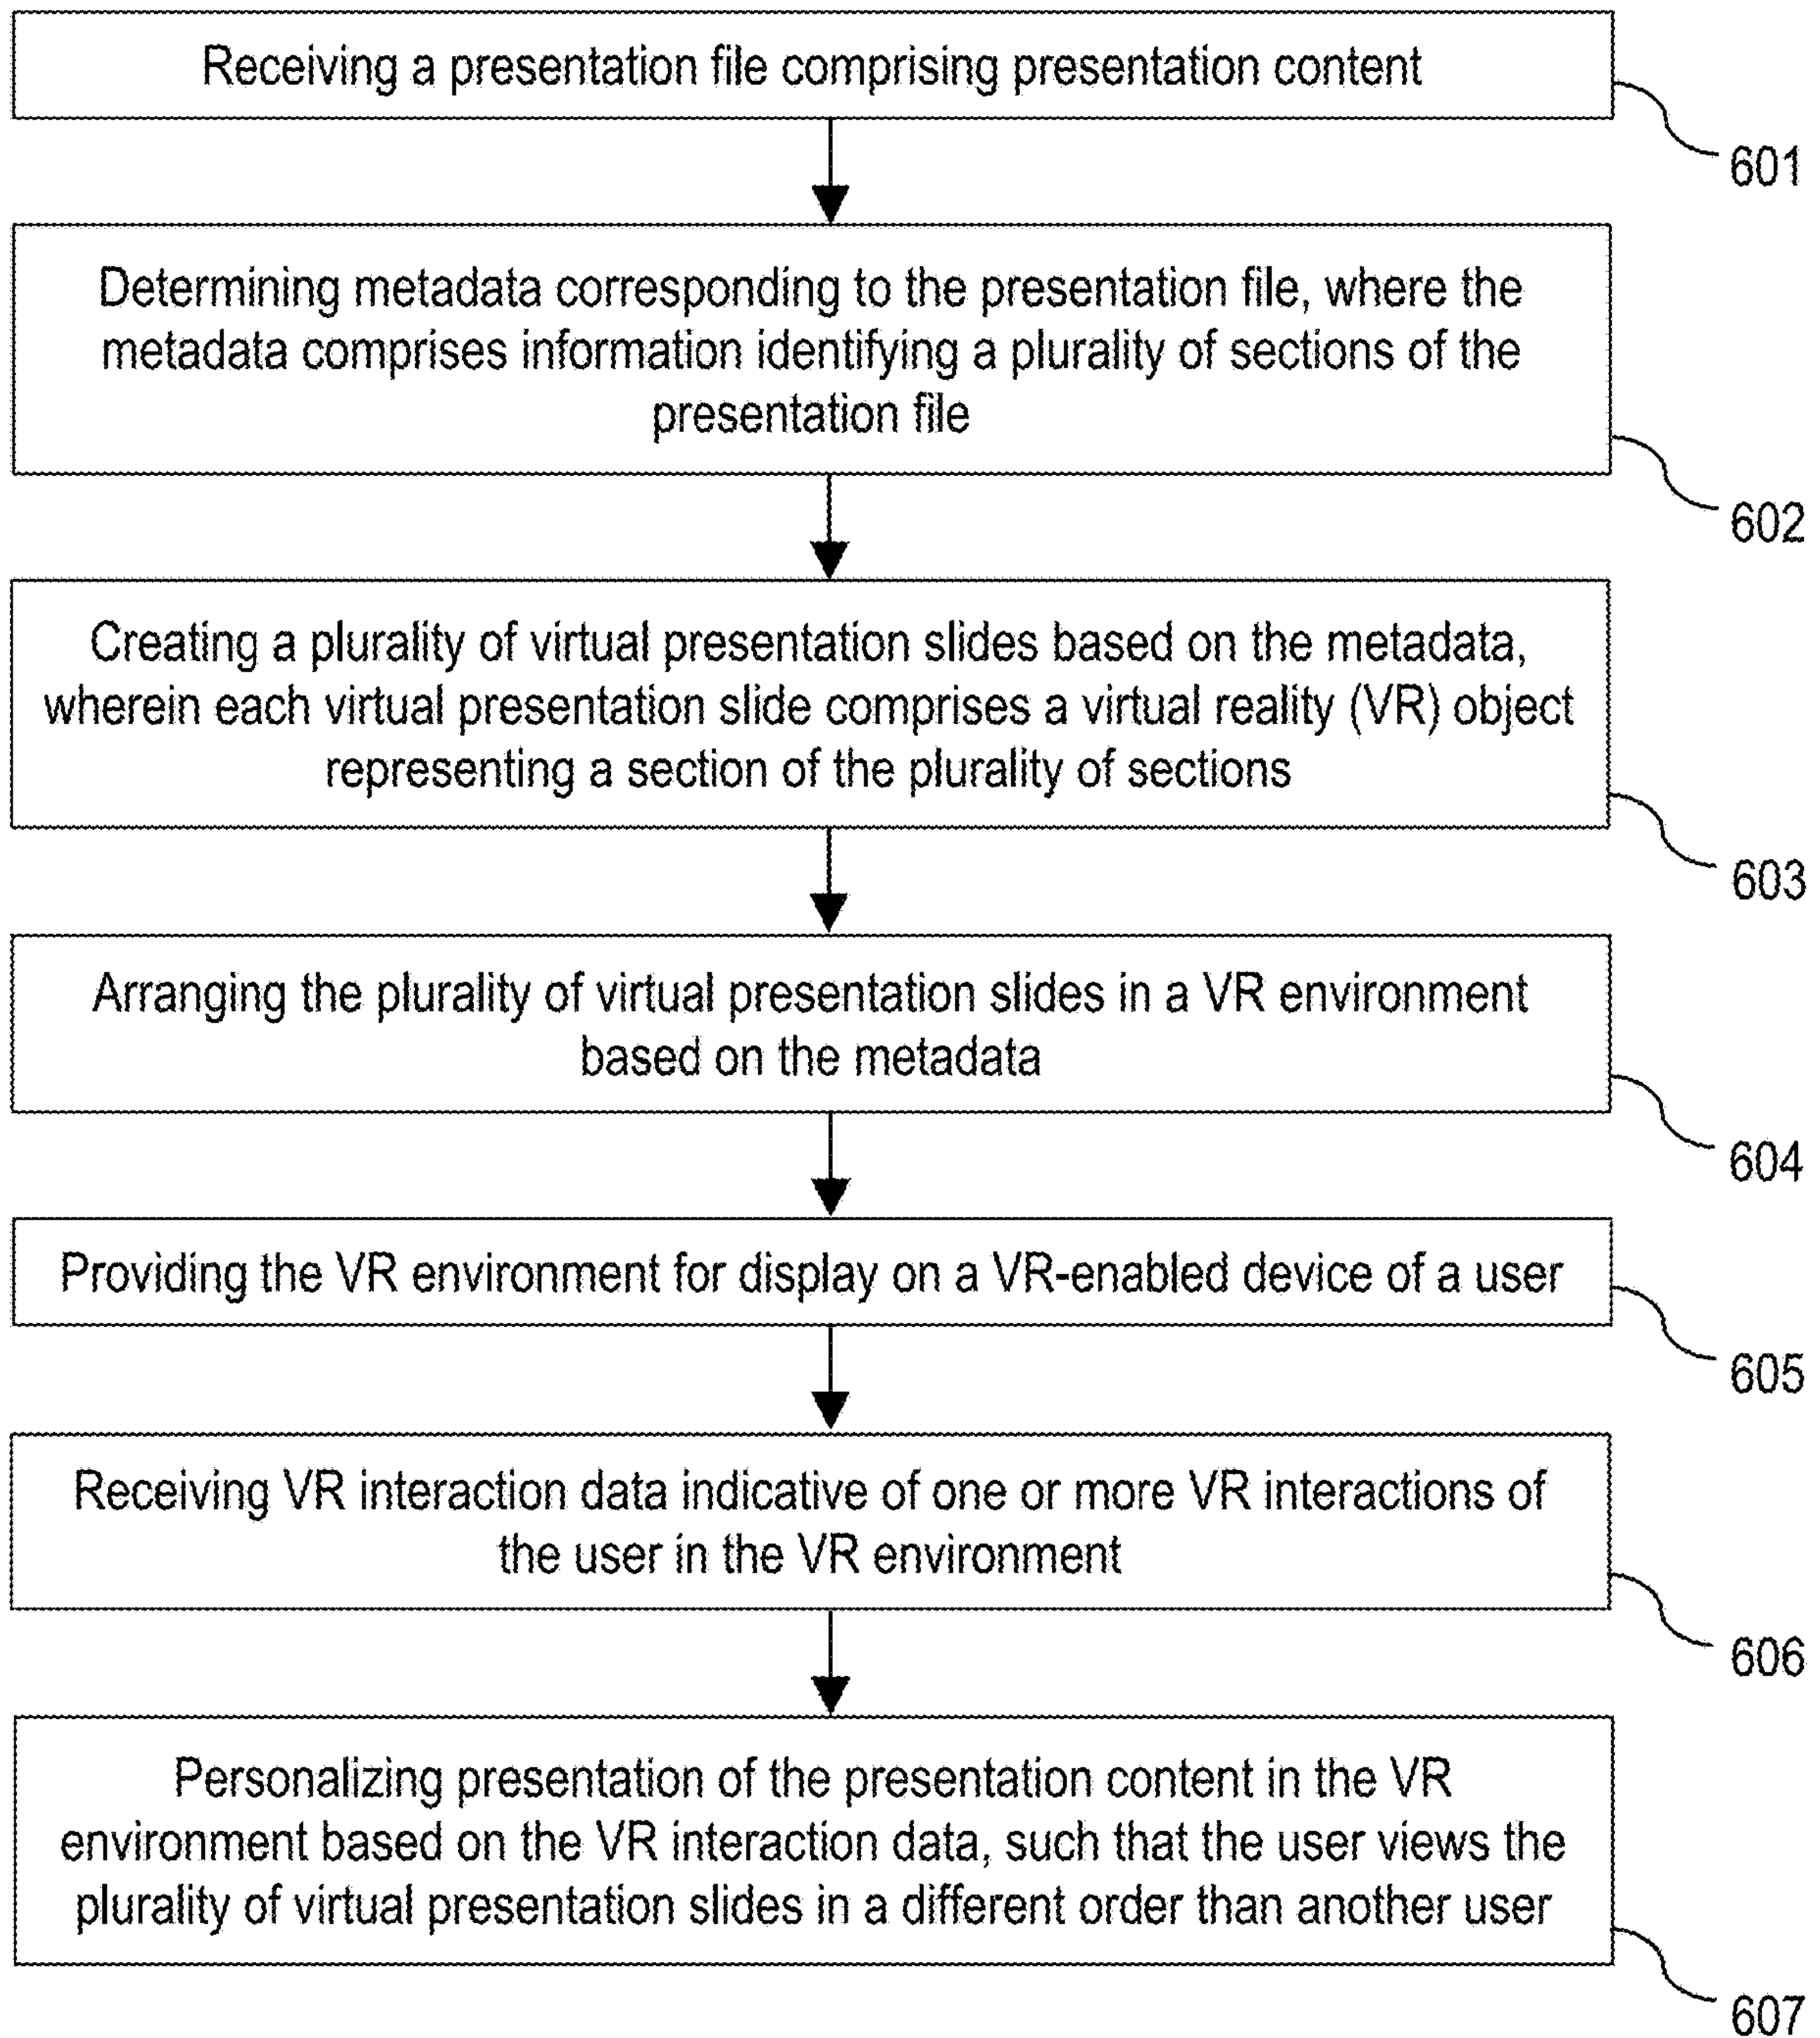 Receiving a presentation file comprising presentation content
601
Determining metadata corresponding to the presentation file, where the
metadata comprises information identifying a plurality of sections of the
presentation file
602
Creating a plurality of virtual presentation slides based on the metadata,
wherein each virtual presentation slide comprises a virtual reality (VR) object
representing a section of the plurality of sections
603
Arranging the plurality of virtual presentation slides in a VR environment
based on the metadata
604
Providing the VR environment for display on a VR-enabled device of a user
605
Receiving VR interaction data indicative of one or more VR interactions of
the user in the VR environment
606
Personalizing presentation of the presentation content in the VR
environment based on the VR interaction data, such that the user views the
plurality of virtual presentation slides in a different order than another user
607